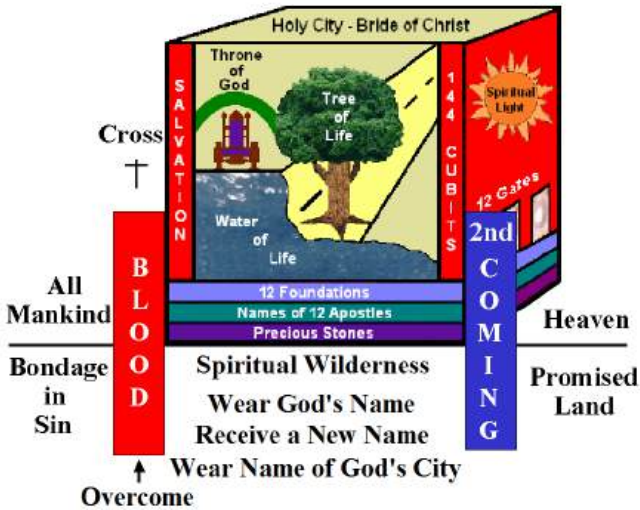 Holy City - Bride of Christ
Throne
of
God
SALVATION
Tree
of
Life
144 CUBITS
Spiritual
Light
Cross
Water
of
Life
12 Gates
BLOOD
2nd
COMING
12 Foundations
Names of 12 Apostles
Precious Stones
All
Mankind
Heaven
Bondage
in
Sin
Spiritual Wilderness
Wear God's Name
Receive a New Name
Wear Name of God's City
Promised
Land
Overcome